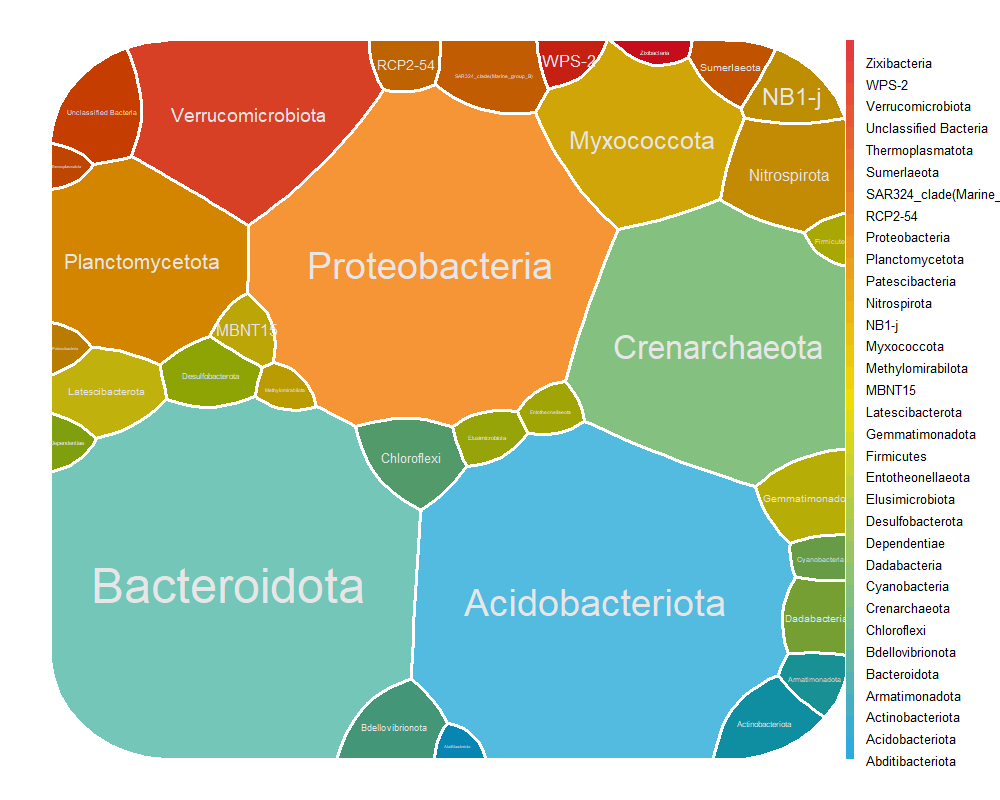 RCP2-54
WPS-2
Zixibacteria
Sumerlaeota
SAR324_clade(Marine_group_B)
NB1-j
Unclassified Bacteria
Verrucomicrobiota
Myxococcota
Thermoplasmatota
Nitrospirota
Firmicute
Planctomycetota
Proteobacteria
MBNT15
Crenarchaeota
Patescibacteria
Desulfobacterota
Latescibacterota
Methylomirabilota
Entotheonellaeota
Elusimicrobiota
Dependentiae
Chloroflexi
Gemmatimonado
Cyanobacteria
Bacteroidota
Acidobacteriota
Dadabacteria
Armatimonadota
Bdellovibrionota
Actinobacteriota
Abditibacteriota
Zixibacteria
WPS-2
Verrucomicrobiota
Unclassified Bacteria
Thermoplasmatota
Sumerlaeota
SAR324_clade(Marine_
RCP2-54
Proteobacteria
Planctomycetota
Patescibacteria
Nitrospirota
NB1-j
Myxococcota
Methylomirabilota
MBNT15
Latescibacterota
Gemmatimonadota
Firmicutes
Entotheonellaeota
Elusimicrobiota
Desulfobacterota
Dependentiae
Dadabacteria
Cyanobacteria
Crenarchaeota
Chloroflexi
Bdellovibrionota
Bacteroidota
Armatimonadota
Actinobacteriota
Acidobacteriota
Abditibacteriota